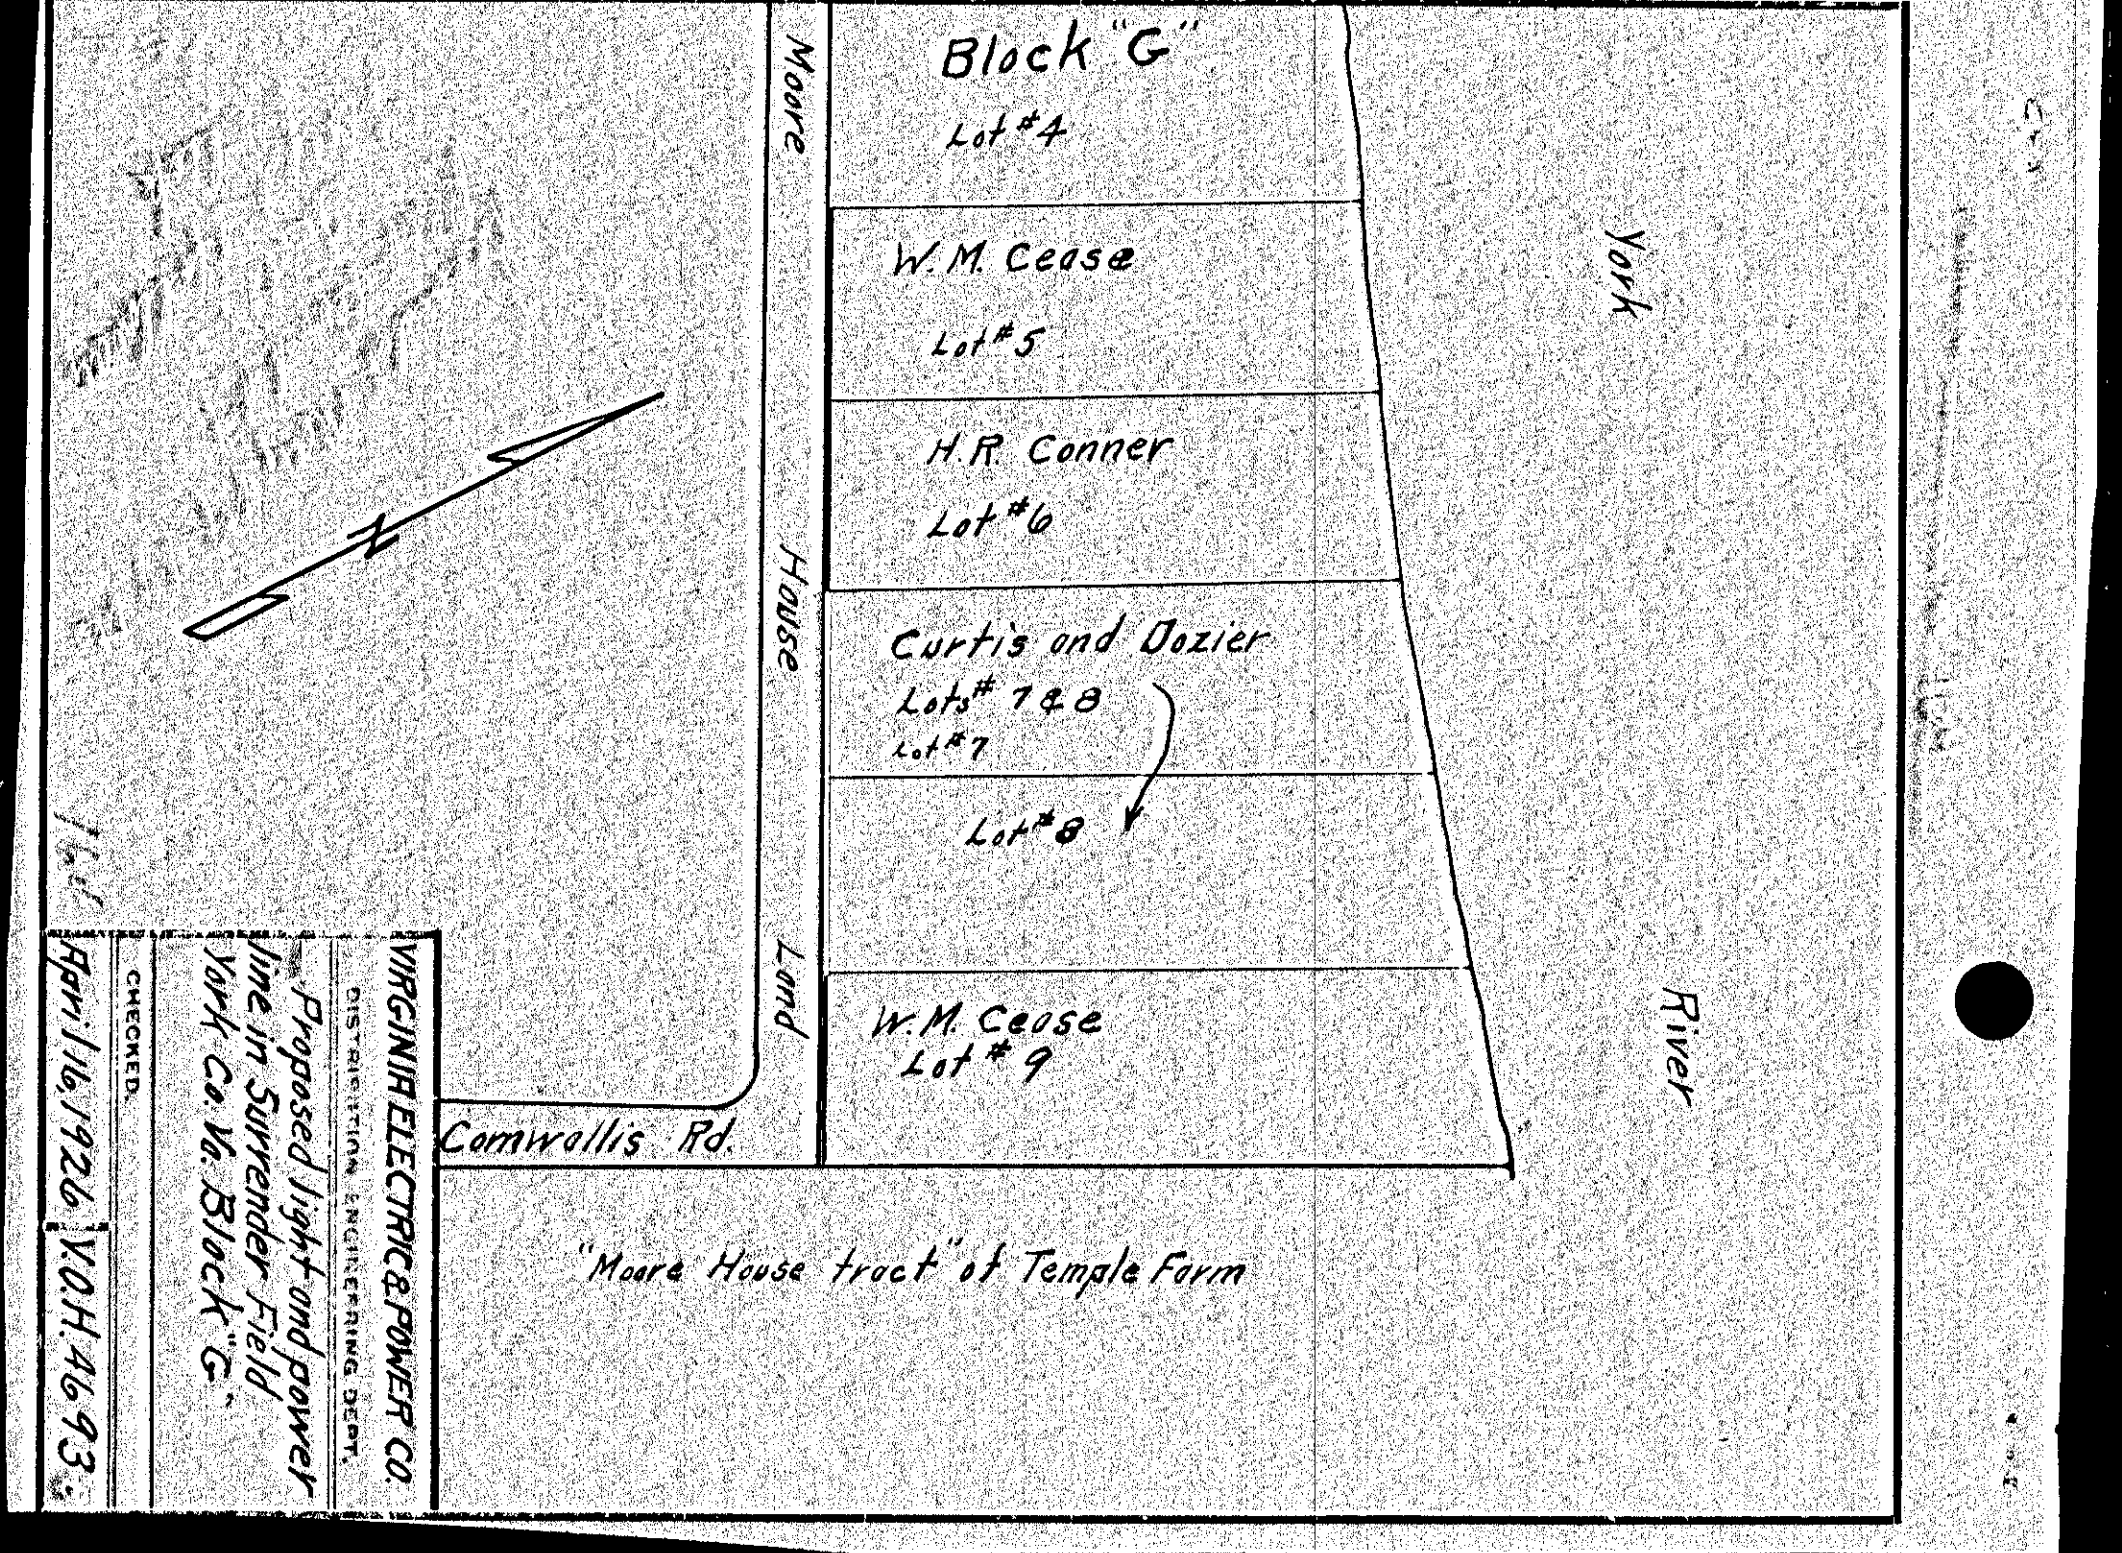 Block "G"
Lot #4
W. M. Cease
Lot #5
H. R. Conner
Lot #6
Curtis and Dozier
Lots # 7 & 8
Lot #7
Lot #8
W. M. Cease
Lot # 9
Moore House Land
Cornwallis Rd.
"Moore House tract" of Temple Farm
York River
N
VIRGINIA ELECTRIC & POWER CO.
DISTRIBUTION ENGINEERING DEPT.
Proposed light and power
line in Surrender Field
York Co. Va. Block "G"
CHECKED
April 16, 1926 V.O.H. 46-93